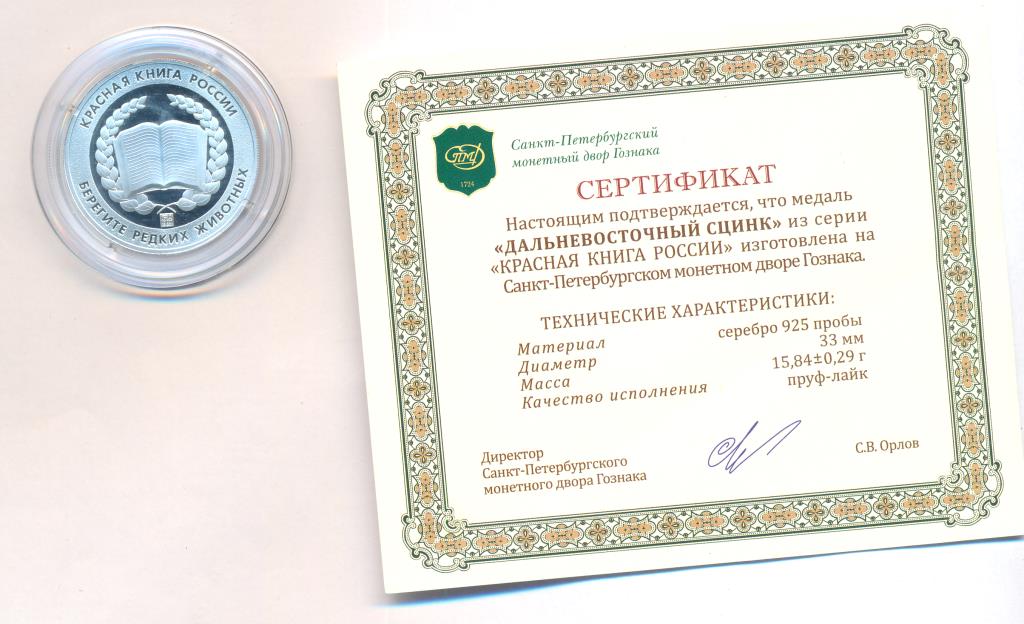 КРАСНАЯ КНИГА РОССИИ
БЕРЕГИТЕ РЕДКИХ ЖИВОТНЫХ
СПМД
1724
Санкт-Петербургский
монетный двор Гознака
СЕРТИФИКАТ
Настоящим подтверждается, что медаль
«ДАЛЬНЕВОСТОЧНЫЙ СЦИНК» из серии
«КРАСНАЯ КНИГА РОССИИ» изготовлена на
Санкт-Петербургском монетном дворе Гознака.
ТЕХНИЧЕСКИЕ ХАРАКТЕРИСТИКИ:
Материал серебро 925 пробы
Диаметр 33 мм
Масса 15,84±0,29 г
Качество исполнения пруф-лайк
Директор
Санкт-Петербургского
монетного двора Гознака
С.В. Орлов